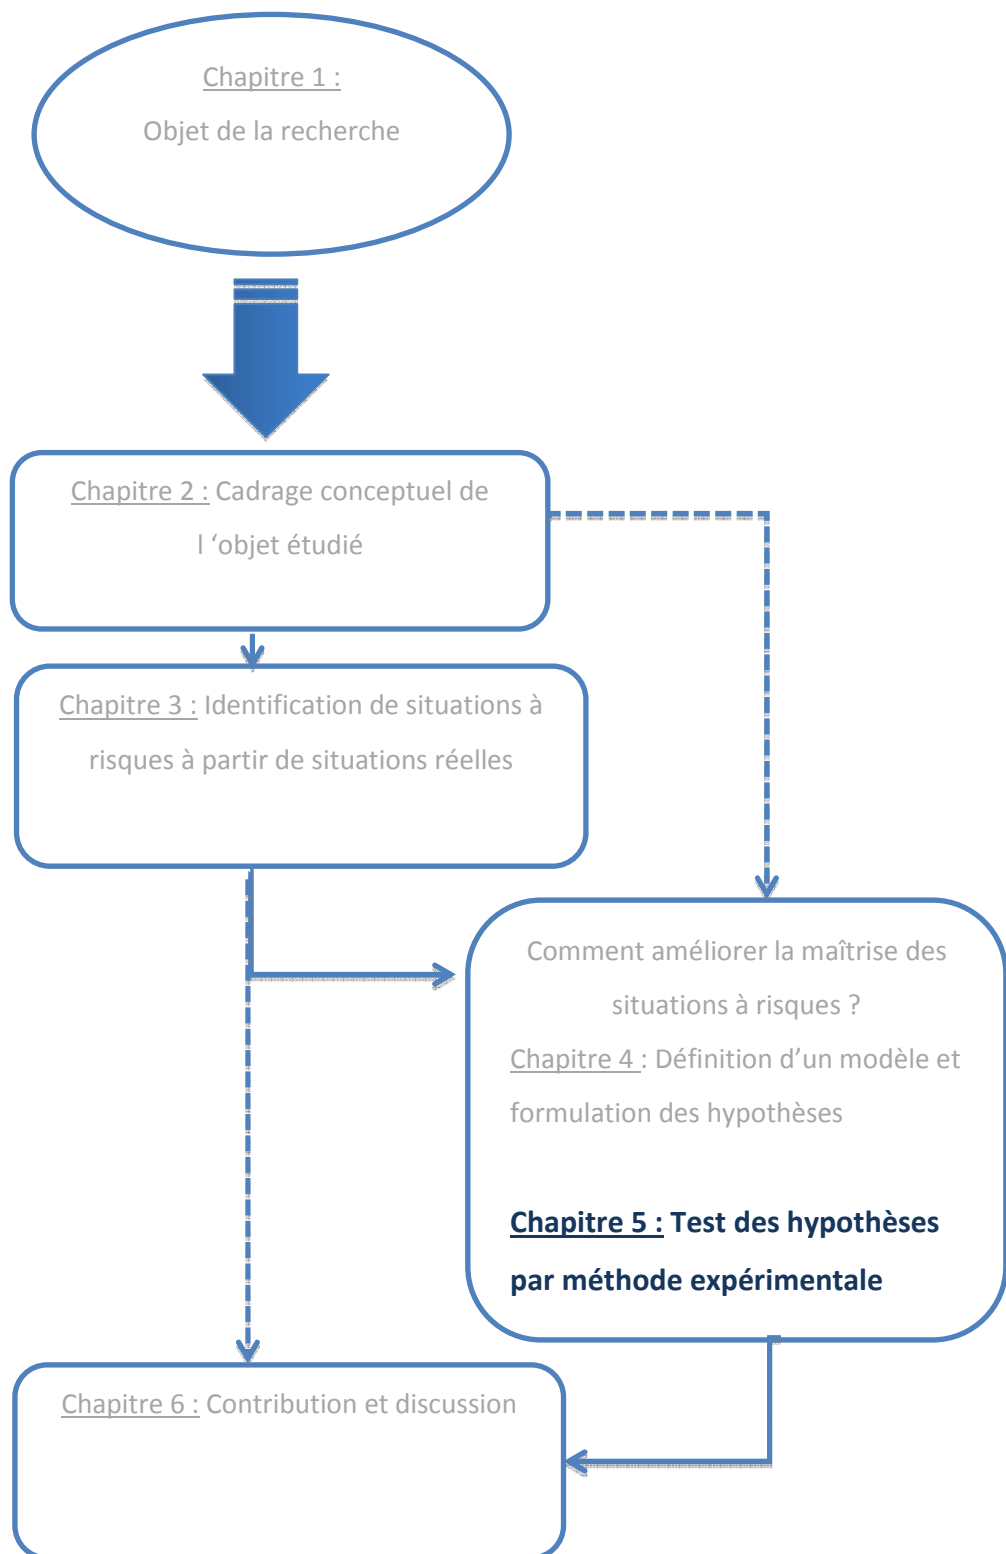 Chapitre 1 :
Objet de la recherche
Chapitre 2 : Cadrage conceptuel de
l ‘objet étudié
Chapitre 3 : Identification de situations à
risques à partir de situations réelles
Comment améliorer la maîtrise des
situations à risques ?
Chapitre 4 : Définition d’un modèle et
formulation des hypothèses
Chapitre 5 : Test des hypothèses
par méthode expérimentale
Chapitre 6 : Contribution et discussion